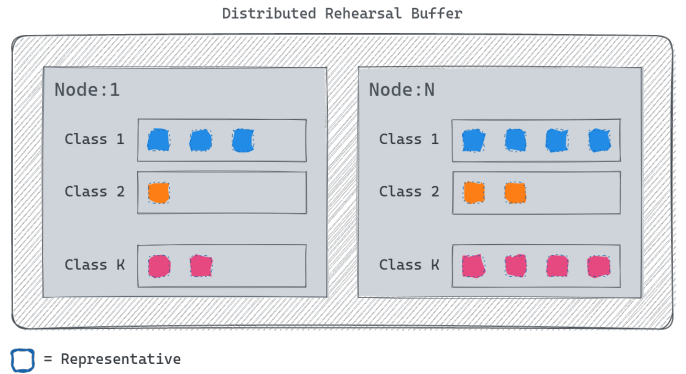 Distributed Rehearsal Buffer
Node:1
Class 1
Class 2
Class K
Node:N
Class 1
Class 2
Class K
= Representative